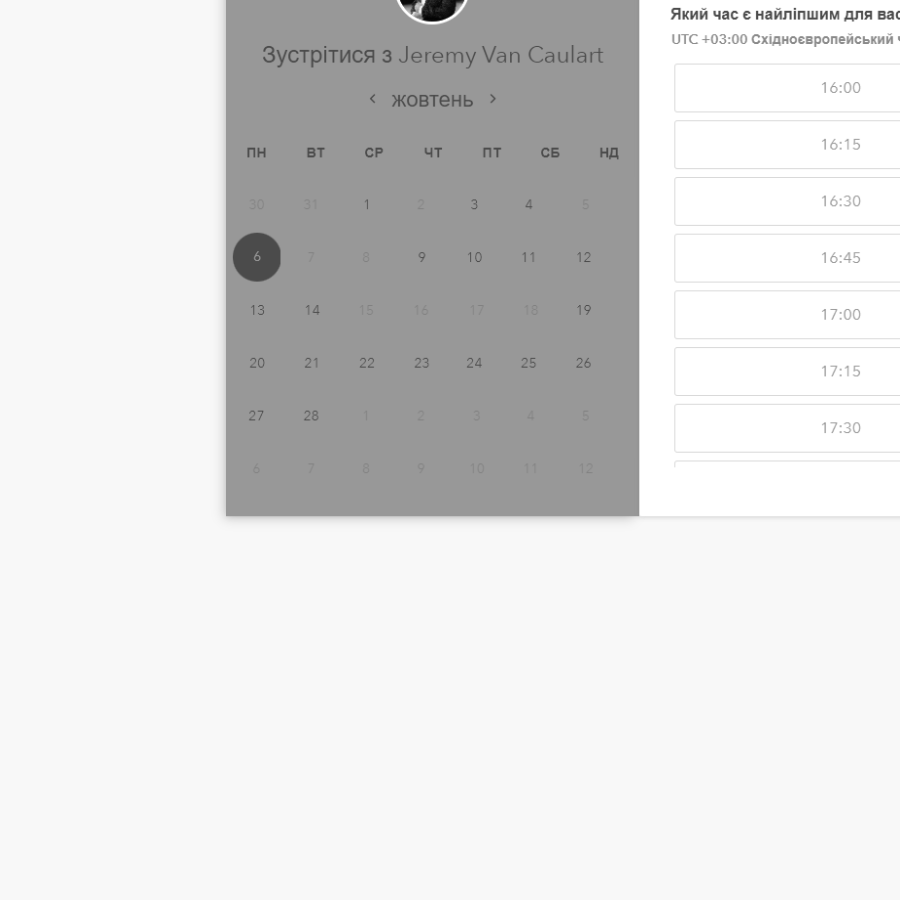 Зустрітися з Jeremy Van Caulart
жовтень
ПН ВТ СР ЧТ ПТ СБ НД
30 31 1 2 3 4 5
6 7 8 9 10 11 12
13 14 15 16 17 18 19
20 21 22 23 24 25 26
27 28 1 2 3 4 5
6 7 8 9 10 11 12
Який час є найліпшим для
UTC +03:00 Східноєвропейський
16:00
16:15
16:30
16:45
17:00
17:15
17:30